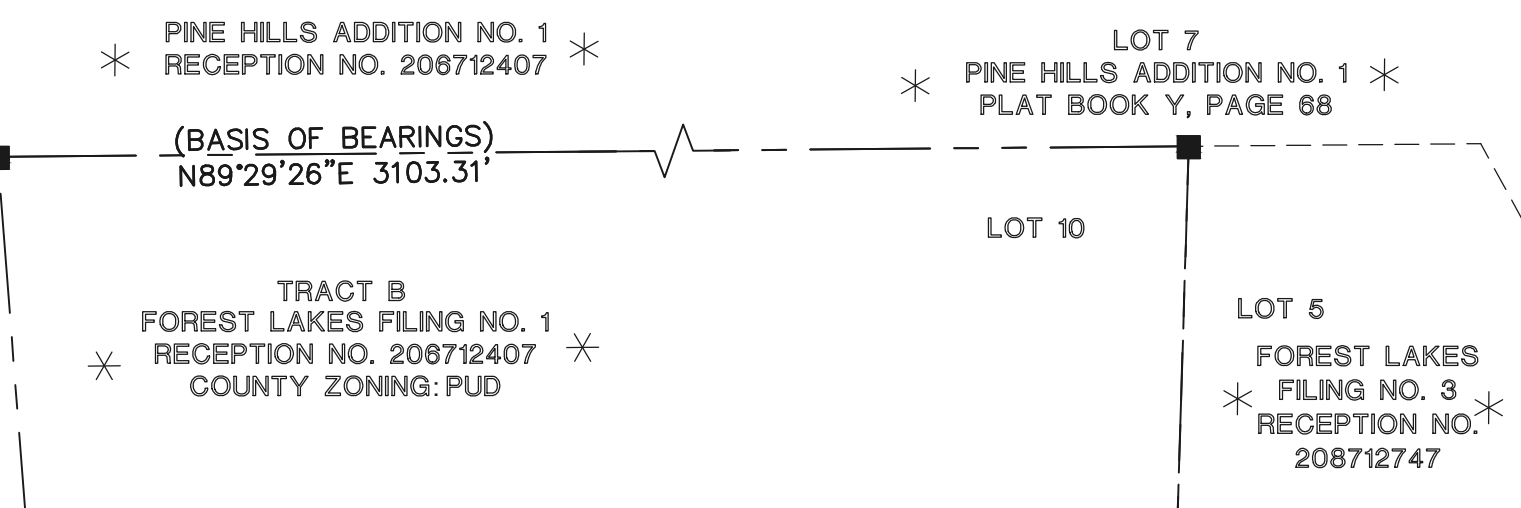 PINE HILLS ADDITION NO. 1
RECEPTION NO. 206712407
LOT 7
PINE HILLS ADDITION NO. 1
PLAT BOOK Y, PAGE 68
(BASIS OF BEARINGS)
N89°29'26"E 3103.31'
LOT 10
TRACT B
FOREST LAKES FILING NO. 1
RECEPTION NO. 206712407
COUNTY ZONING: PUD
LOT 5
FOREST LAKES
FILING NO. 3
RECEPTION NO.
208712747